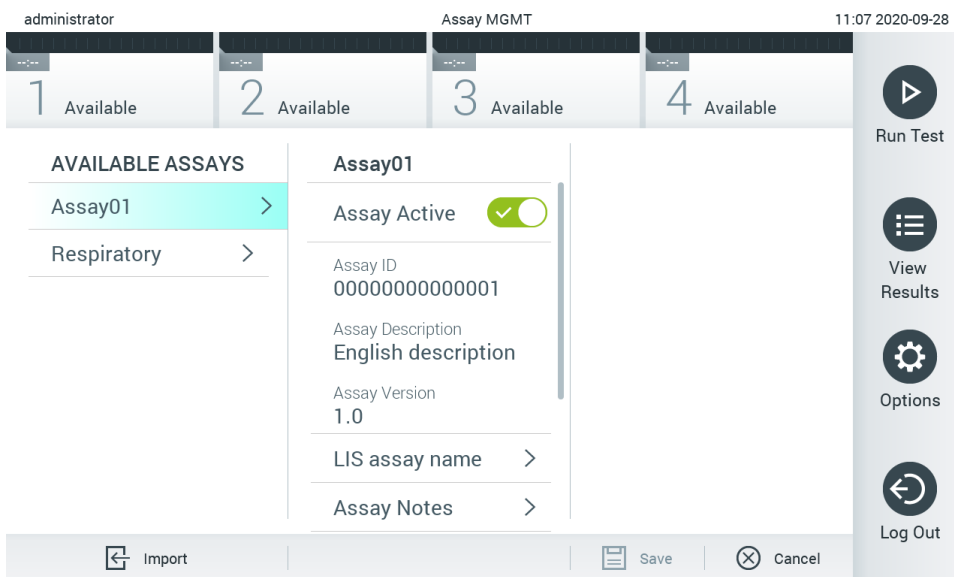 administrator Assay MGMT 11:07 2020-09-28
--:-- --:-- --:-- --:--
1 Available 2 Available 3 Available 4 Available
Run Test
AVAILABLE ASSAYS
Assay01
Respiratory
Assay01
Assay Active
Assay ID
00000000000001
Assay Description
English description
Assay Version
1.0
LIS assay name
Assay Notes
View
Results
Options
Log Out
Import
Save
Cancel